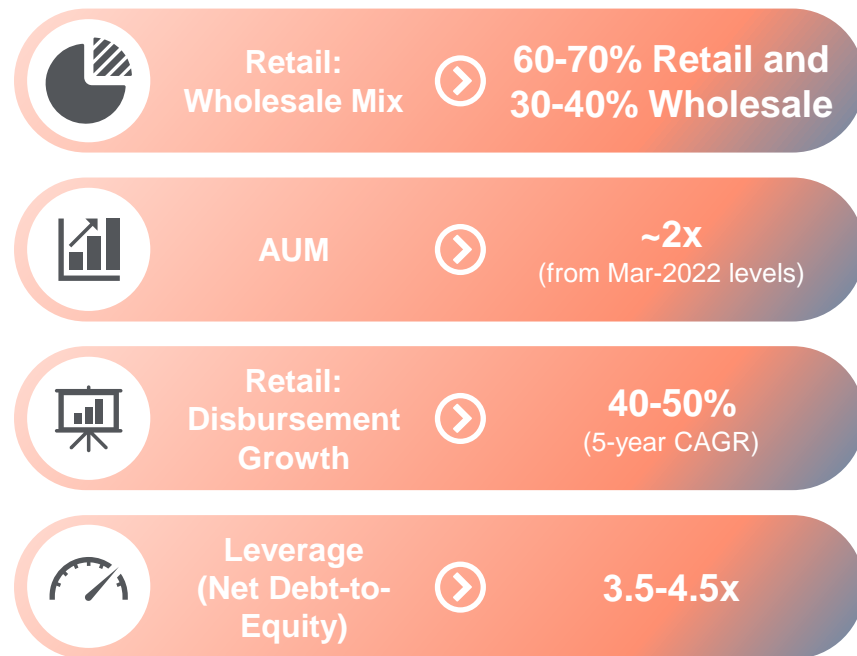 Retail:
Wholesale Mix
60-70% Retail and
30-40% Wholesale
AUM
~2x
(from Mar-2022 levels)
Retail:
Disbursement
Growth
40-50%
(5-year CAGR)
Leverage
(Net Debt-to-
Equity)
3.5-4.5x